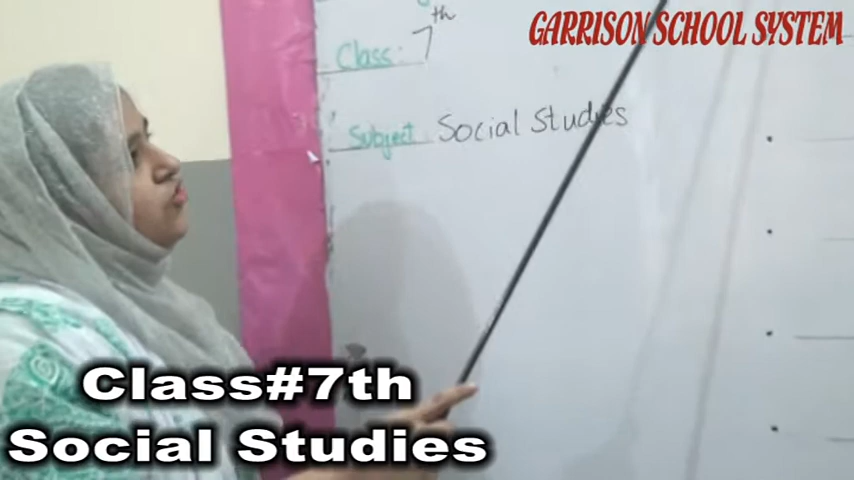 GARRISON SCHOOL SYSTEM
Class: 7th
Subject Social Studies
Class#7th
Social Studies